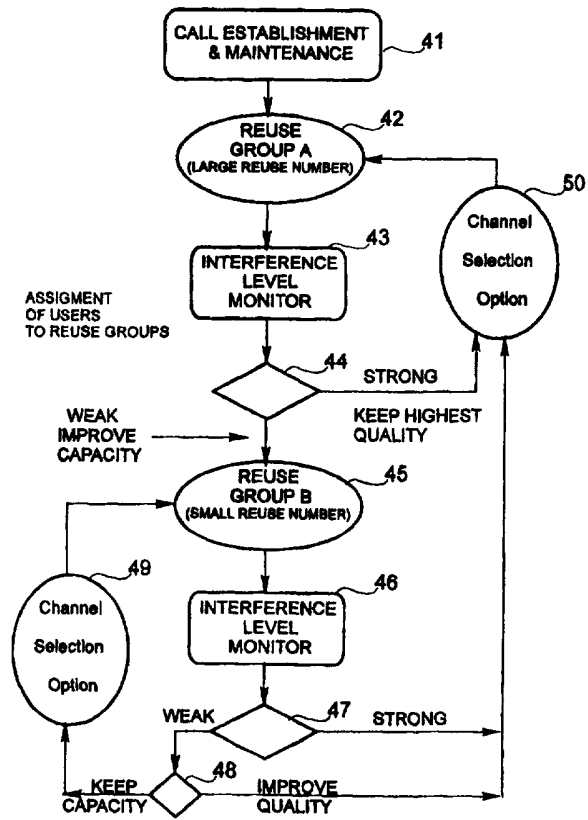 CALL ESTABLISHMENT
& MAINTENANCE
41
42
REUSE
GROUP A
(LARGE REUSE NUMBER)
50
Channel
Selection
Option
43
INTERFERENCE
LEVEL
MONITOR
ASSIGMENT
OF USERS
TO REUSE GROUPS
44
STRONG
KEEP HIGHEST
QUALITY
WEAK
IMPROVE
CAPACITY
45
REUSE
GROUP B
(SMALL REUSE NUMBER)
49
Channel
Selection
Option
46
INTERFERENCE
LEVEL
MONITOR
47
WEAK
STRONG
48
KEEP
CAPACITY
IMPROVE
QUALITY